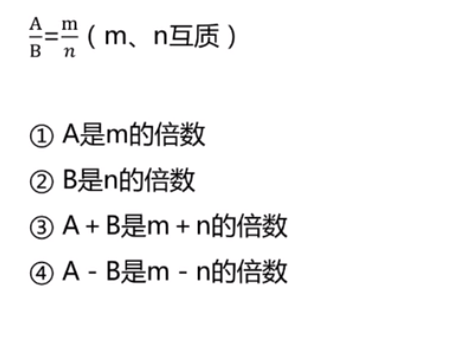 A/B=m/n（m、n互质）
① A是m的倍数
② B是n的倍数
③ A＋B是m＋n的倍数
④ A－B是m－n的倍数